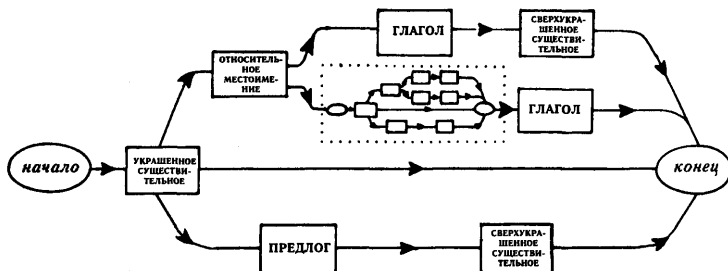 ГЛАГОЛ
СВЕРХУКРА-
ШЕННОЕ
СУЩЕСТВИ-
ТЕЛЬНОЕ
ОТНОСИТЕЛЬ-
НОЕ
МЕСТОИМЕ-
НИЕ
ГЛАГОЛ
начало
УКРАШЕННОЕ
СУЩЕСТВИ-
ТЕЛЬНОЕ
конец
ПРЕДЛОГ
СВЕРХУКРА-
ШЕННОЕ
СУЩЕСТВИ-
ТЕЛЬНОЕ